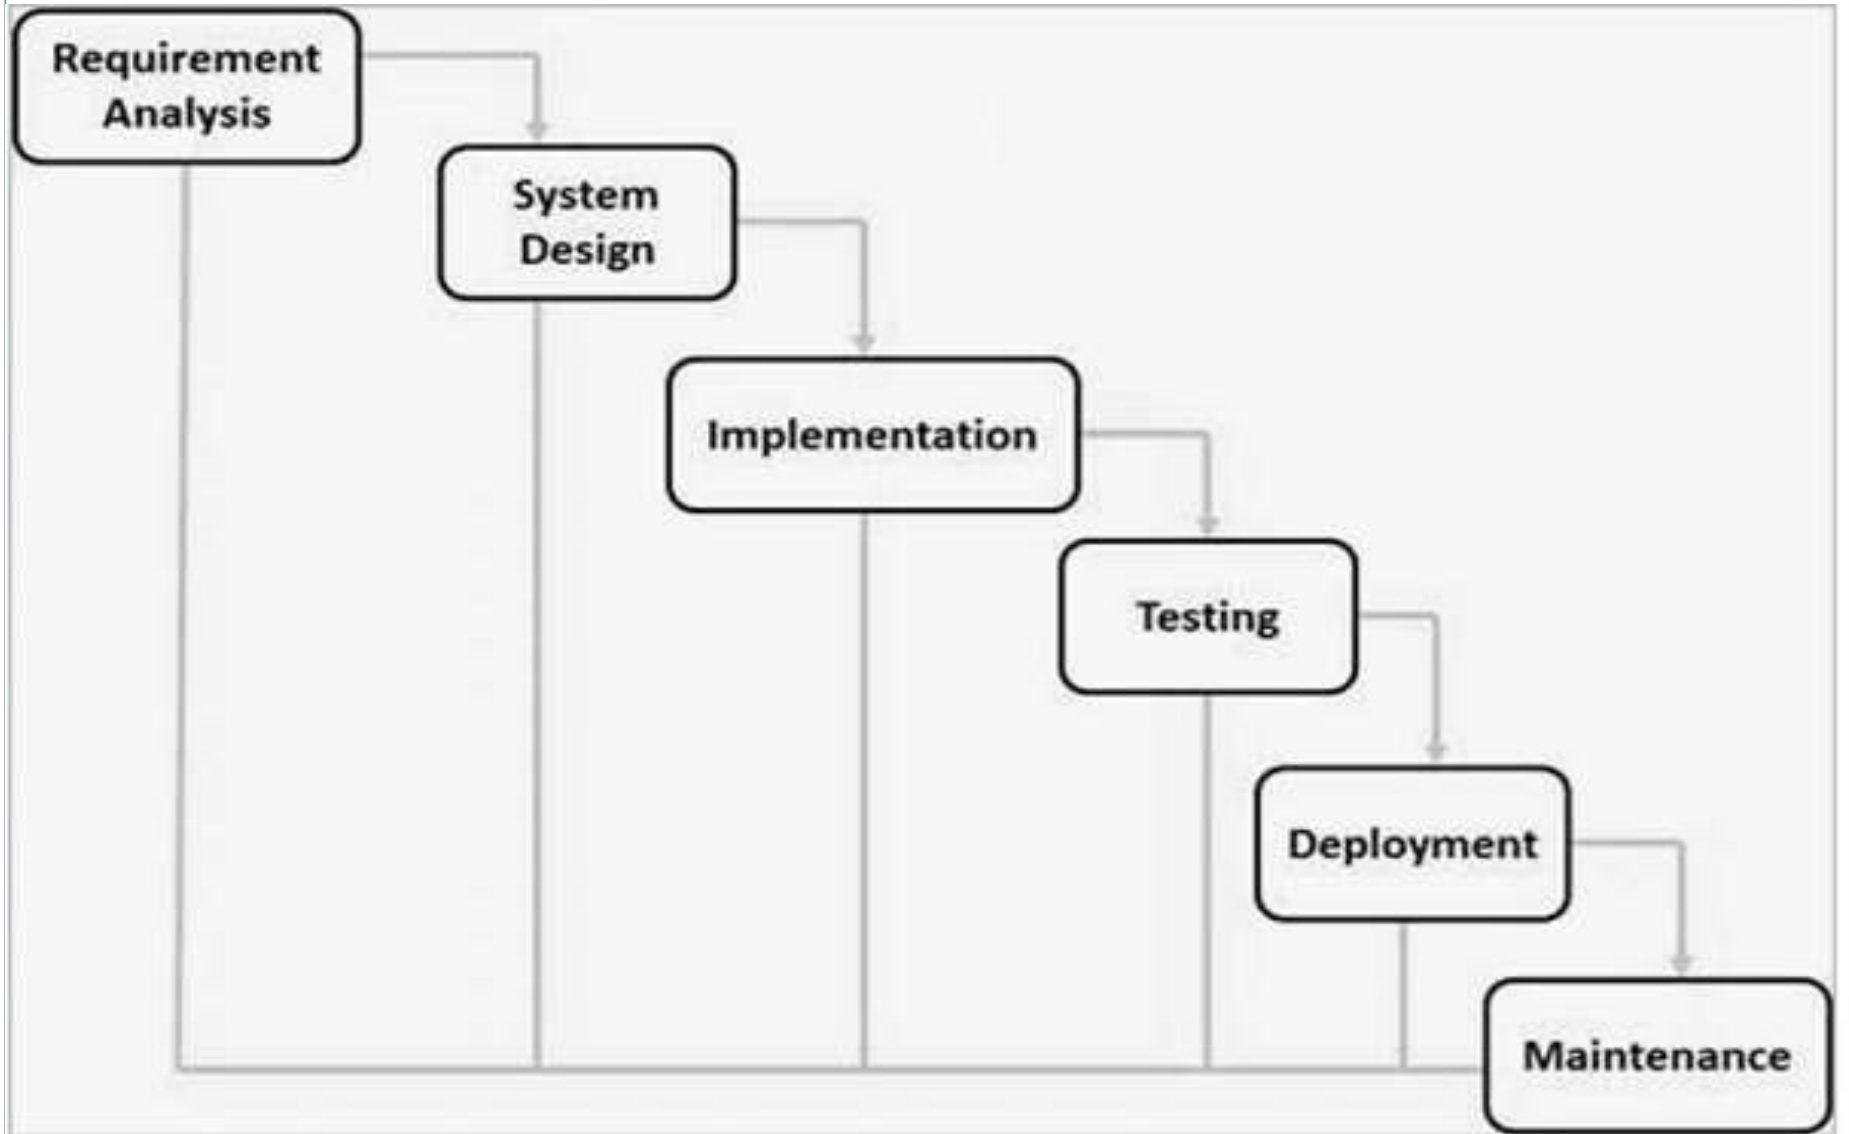 Requirement
Analysis
System
Design
Implementation
Testing
Deployment
Maintenance